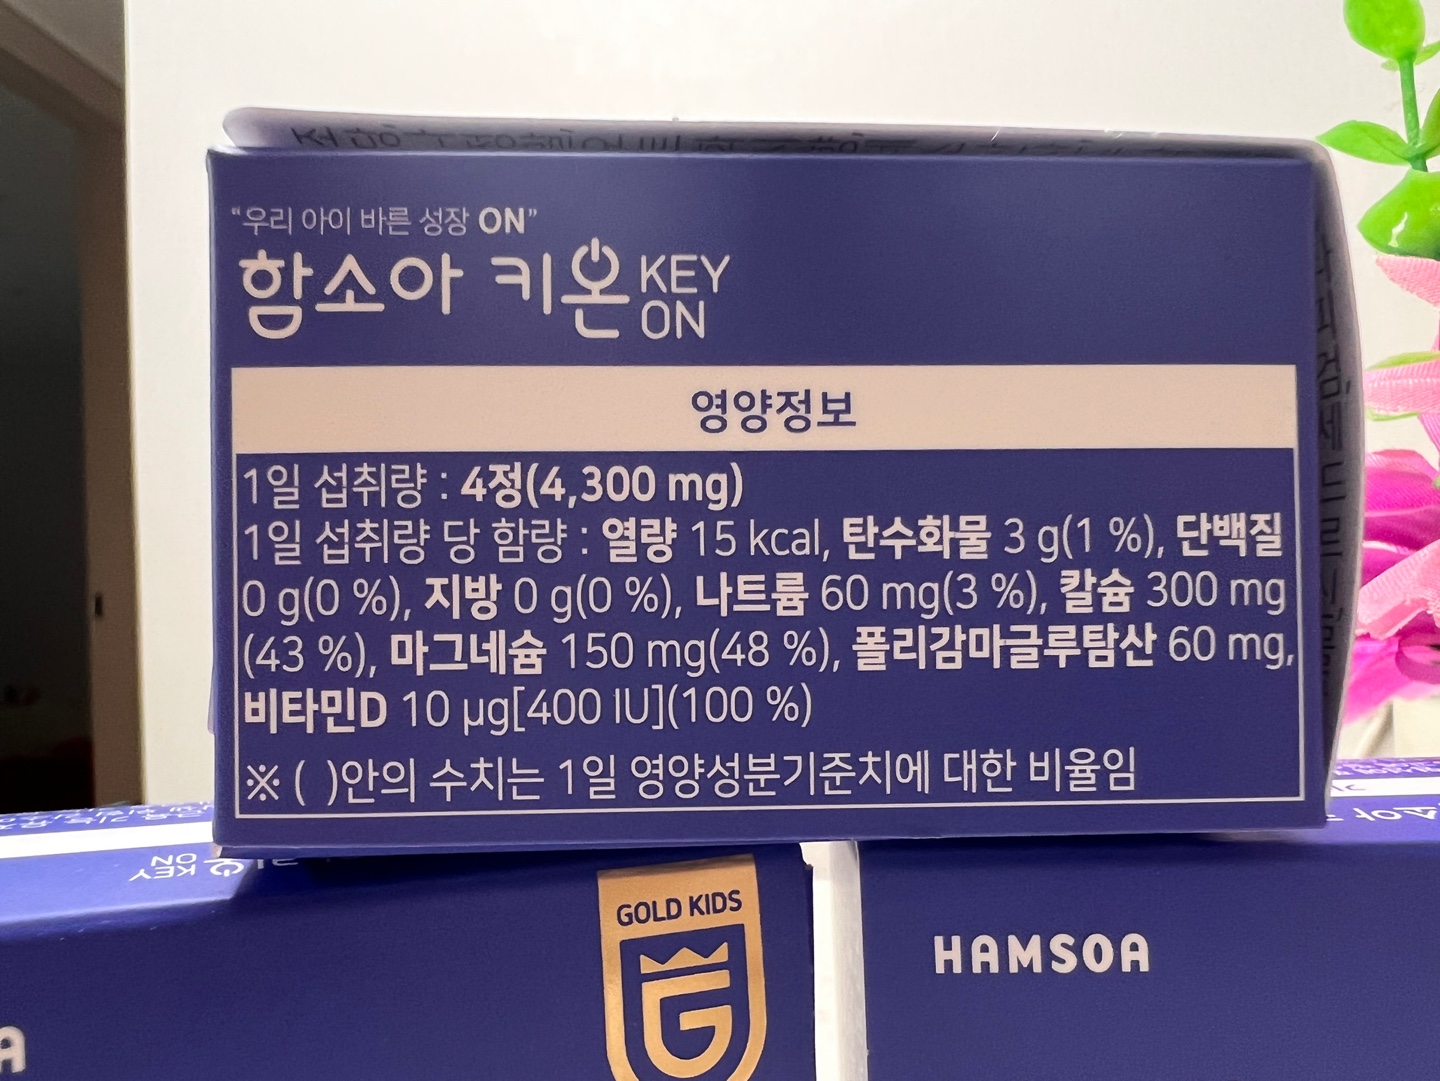 “우리 아이 바른 성장 ON”
함소아 키온 KEY ON
영양정보
1일 섭취량 : 4정(4,300 mg)
1일 섭취량 당 함량 : 열량 15 kcal, 탄수화물 3 g(1 %), 단백질
0 g(0 %), 지방 0 g(0 %), 나트륨 60 mg(3 %), 칼슘 300 mg
(43 %), 마그네슘 150 mg(48 %), 폴리감마글루탐산 60 mg,
비타민D 10 µg[400 IU](100 %)
※ ( )안의 수치는 1일 영양성분기준치에 대한 비율임
KEY
ON
GOLD KIDS
G
HAMSOA